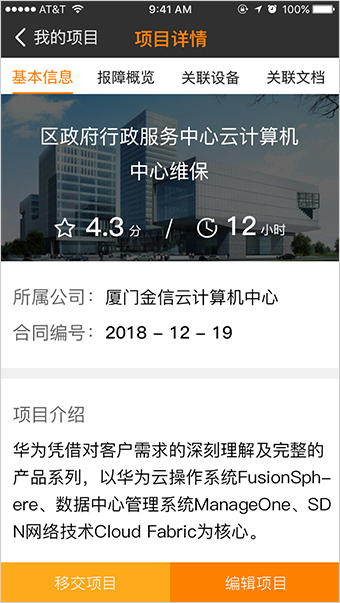 AT&T 9:41 AM 100%
我的项目 项目详情
基本信息 报障概览 关联设备 关联文档
区政府行政服务中心云计算机
中心维保
4.3分 / 12小时
所属公司： 厦门金信云计算机中心
合同编号： 2018 - 12 - 19
项目介绍
华为凭借对客户需求的深刻理解及完整的
产品系列，以华为云操作系统FusionSph-
ere、数据中心管理系统ManageOne、SD
N网络技术Cloud Fabric为核心。
移交项目 编辑项目